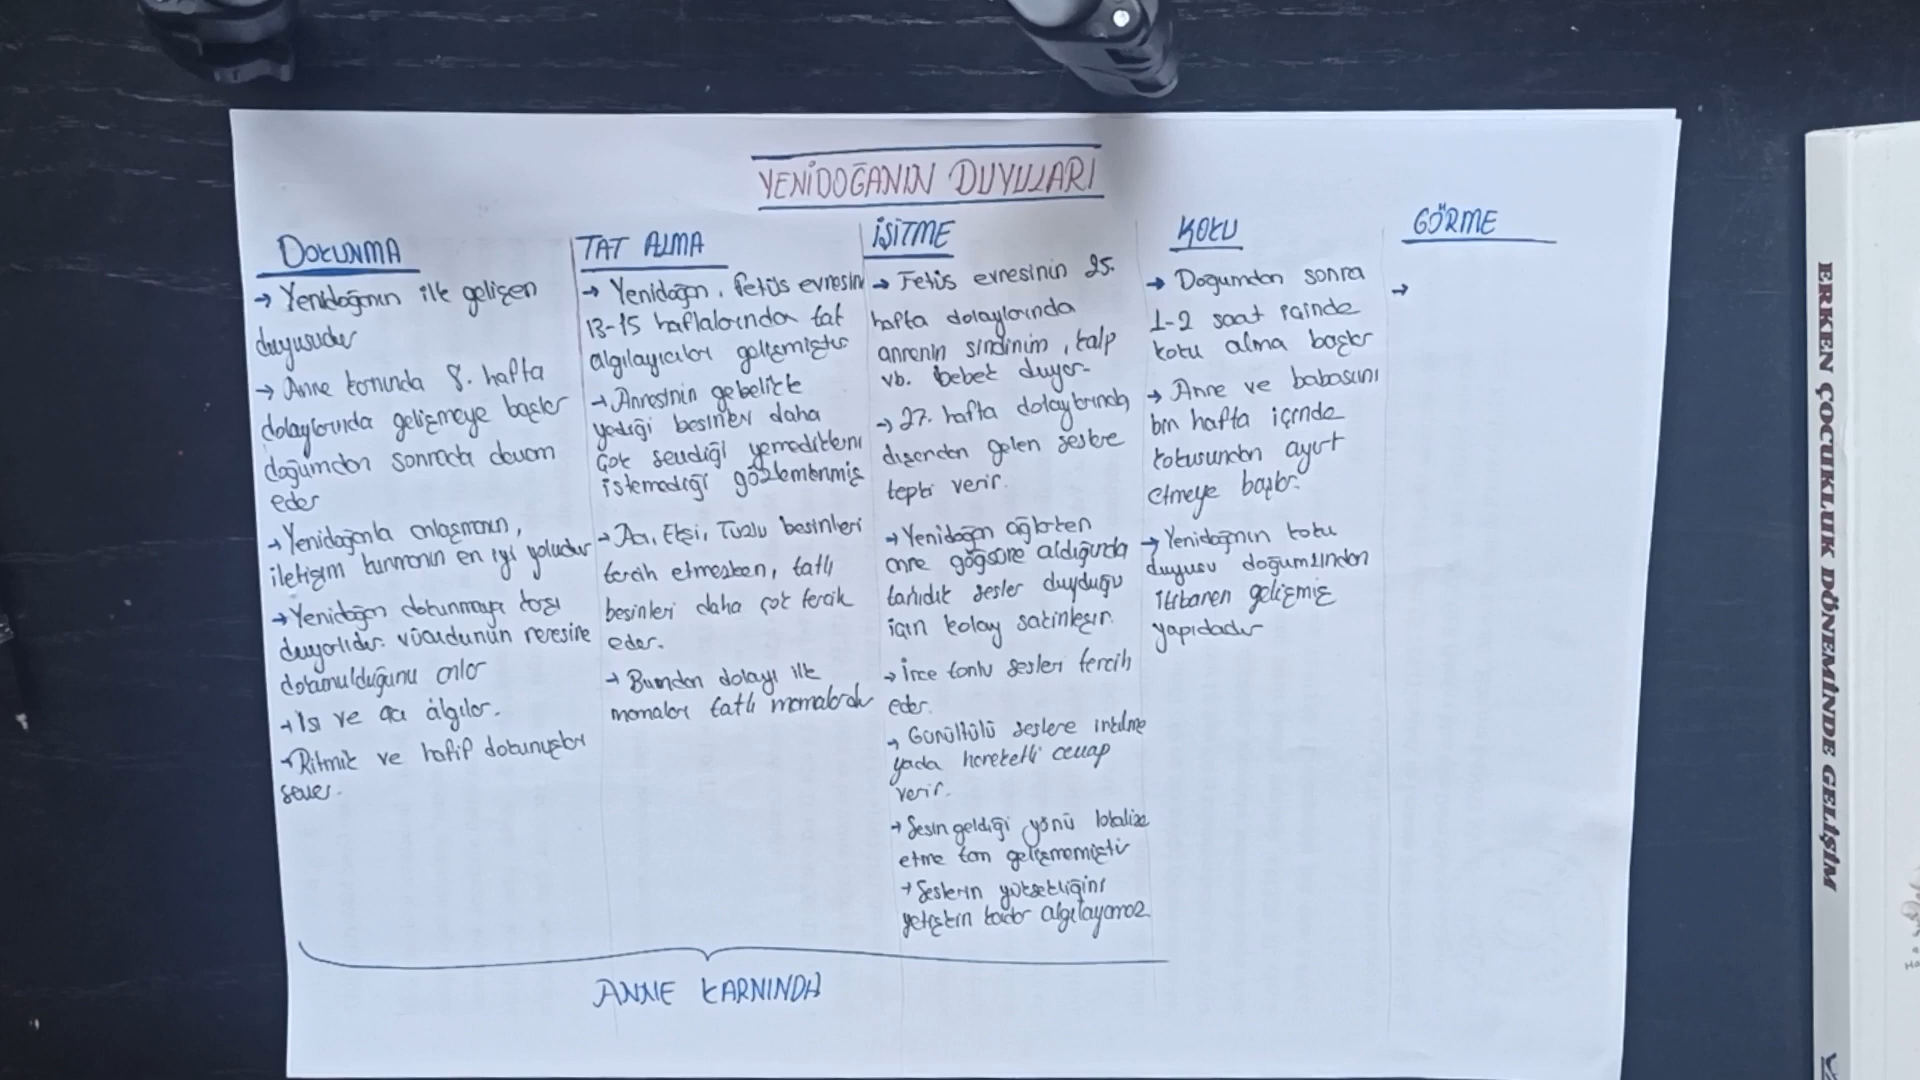 YENİDOĞANIN DUYULARI
DOKUNMA
→ Yenidoğanın ilk gelişen
duyusudur
→ Anne karnında 8. hafta
dolaylarında gelişmeye başlar
doğumdan sonrada devam
eder
→ Yenidoğanla anlaşmanın,
iletişim kurmanın en iyi yoludur
→ Yenidoğan dokunmaya karşı
duyarlıdır. vücudunun neresine
dokunulduğunu anlar
→ Isı ve acı algılar.
→ Ritmik ve hafif dokunuşları
sever.
TAT ALMA
→ Yenidoğan, fetüs evresin
13-15 haftalarında tat
algılayıcıları gelişmiştir
→ Annesinin gebelikte
yediği besinleri daha
çok sevdiği yemediklerini
istemediği gözlemlenmiş
→ Acı, Ekşi, Tuzlu besinleri
tercih etmezken, tatlı
besinleri daha çok tercih
eder.
→ Bundan dolayı ilk
mamalar tatlı mamalardır
İŞİTME
→ Fetüs evresinin 25.
hafta dolaylarında
annenin sindirimi, kalp
vb. bebek duyar.
→ 27. hafta dolaylarında
dışarıdan gelen seslere
tepki verir.
→ Yenidoğan ağlarken
anne göğsüne aldığında
tanıdık sesler duyduğu
için kolay sakinleşir.
→ İnce tonlu sesleri tercih
eder.
→ Gürültülü seslere irkilme
yada hareketli cevap
verir.
→ Sesin geldiği yönü lokalize
etme tam gelişmemiştir
→ Seslerin yüksekliğini
yetişkin kadar algılayamaz
KOKU
→ Doğumdan sonra
1-2 saat içinde
koku alma başlar
→ Anne ve babasını
bir hafta içinde
kokusundan ayırt
etmeye başlar.
→ Yenidoğanın koku
duyusu doğumundan
itibaren gelişmiş
yapıdadır
GÖRME
→
ANNE KARNINDA
ERKEN ÇOCUKLUK DÖNEMİNDE GELİŞİM